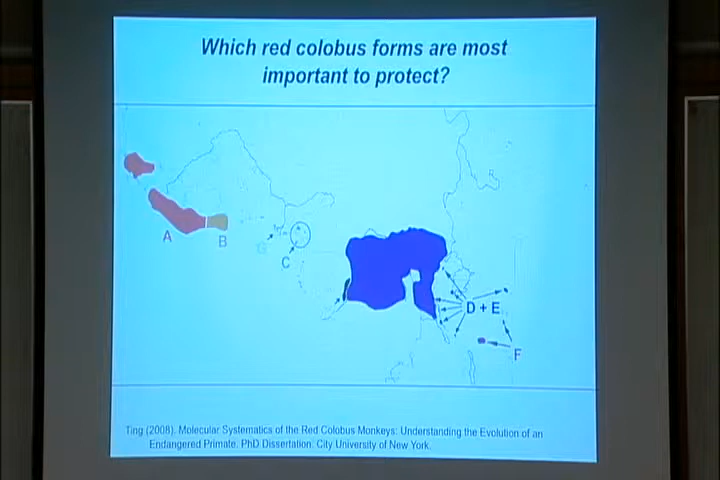 Which red colobus forms are most
important to protect?
A
B
G
C
D + E
F
Ting (2008). Molecular Systematics of the Red Colobus Monkeys: Understanding the Evolution of an
Endangered Primate. PhD Dissertation. City University of New York.